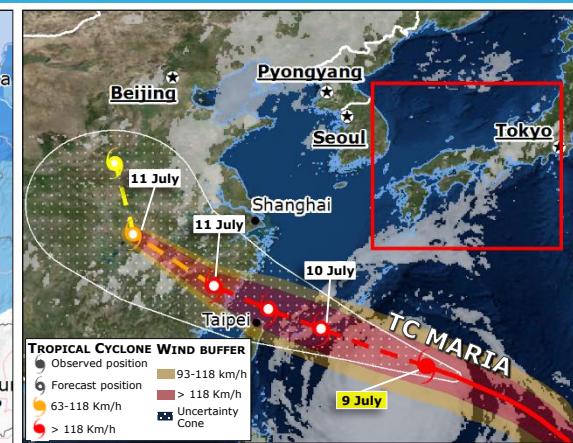 Beijing
Pyongyang
Seoul
Tokyo
11 July
Shanghai
11 July
10 July
Taipei
TC MARIA
9 July
TROPICAL CYCLONE
Observed position
Forecast position
63-118 Km/h
> 118 Km/h
WIND BUFFER
93-118 km/h
> 118 km/h
Uncertainty
Cone